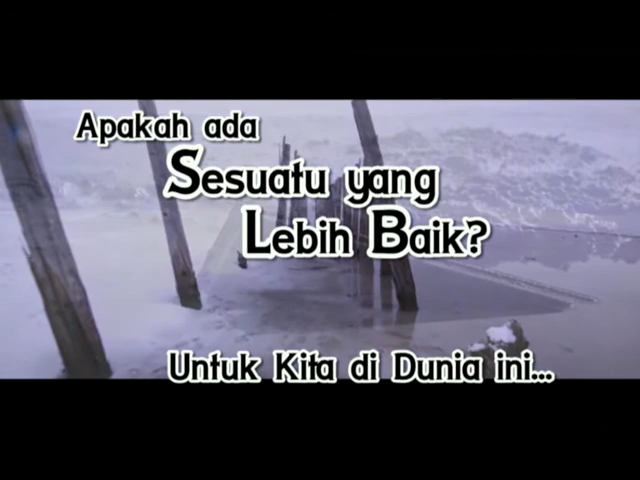 Apakah ada
Sesuatu yang
Lebih Baik?
Untuk Kita di Dunia ini...